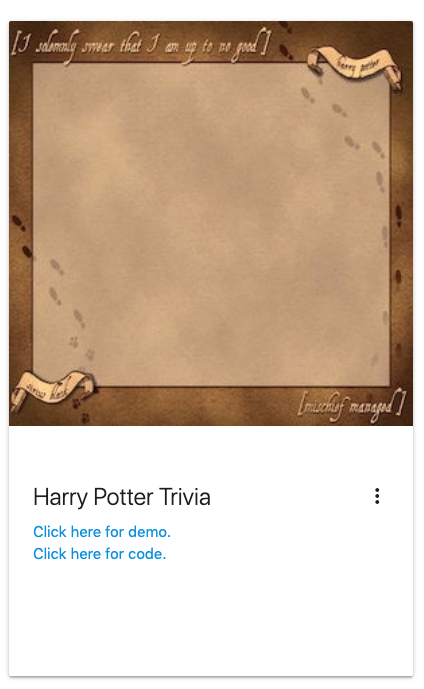 [I solemnly swear that I am up to no good]
harry potter
sirius black
[mischief managed]
Harry Potter Trivia
Click here for demo.
Click here for code.